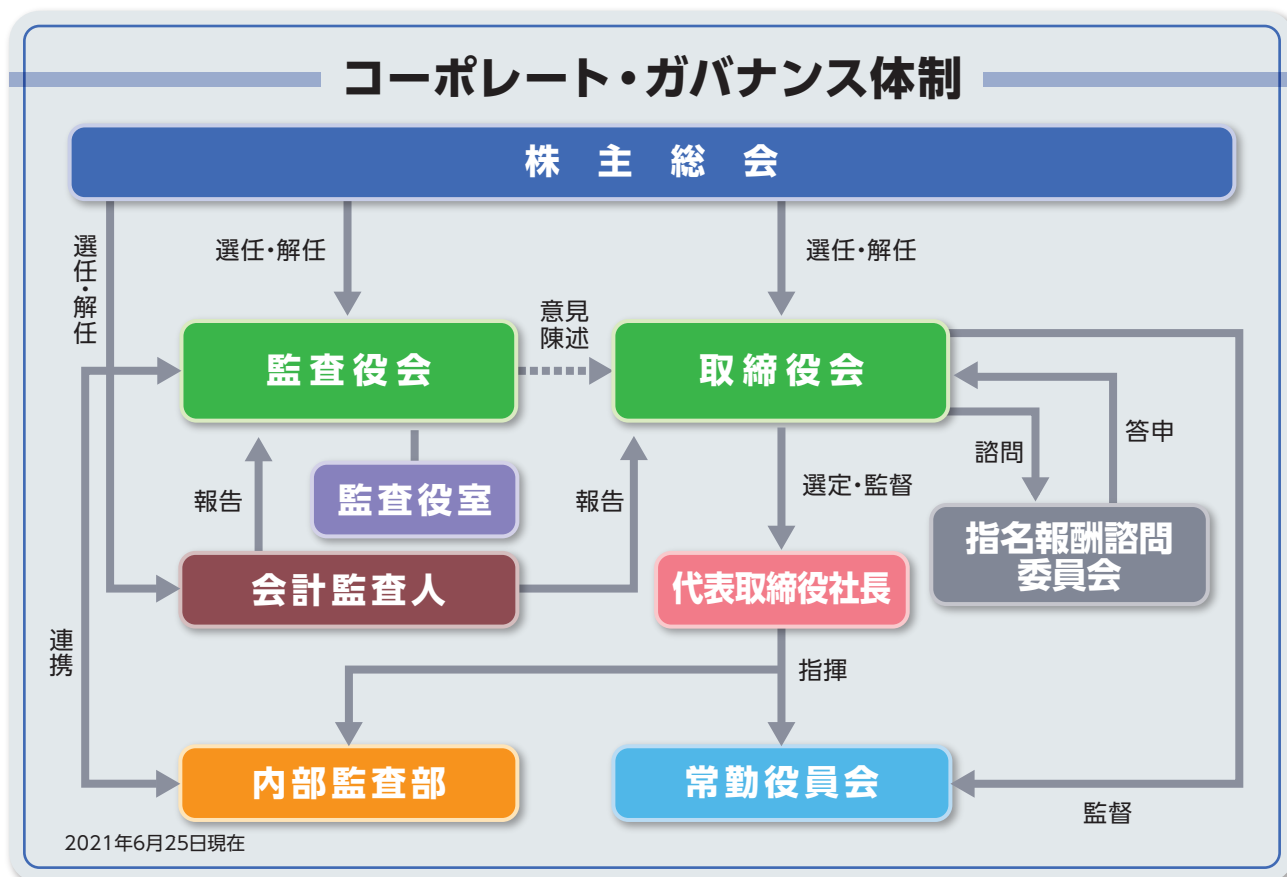 コーポレート・ガバナンス体制
株主総会
選任・解任
選任・解任
選任・解任
意見
陳述
監査役会
取締役会
諮問
答申
報告
監査役室
報告
選定・監督
指名報酬諮問
委員会
会計監査人
代表取締役社長
連携
指揮
内部監査部
常勤役員会
監督
2021年6月25日現在